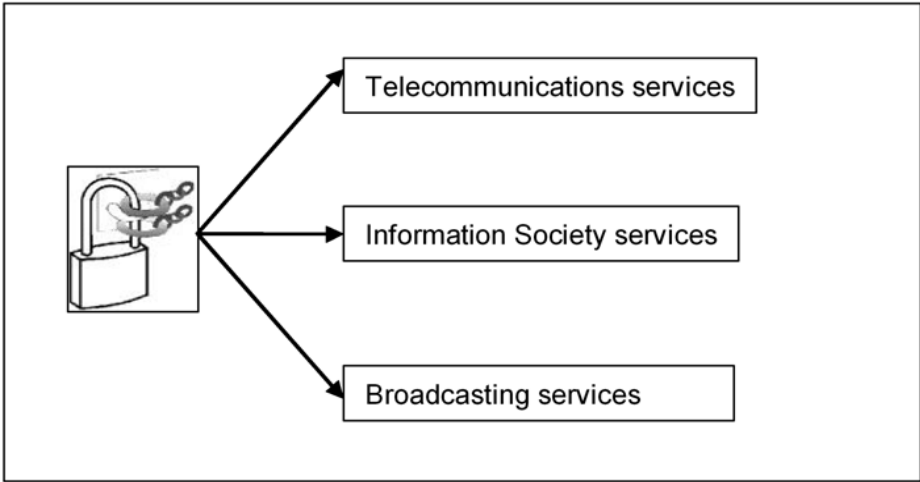 Telecommunications services
Information Society services
Broadcasting services